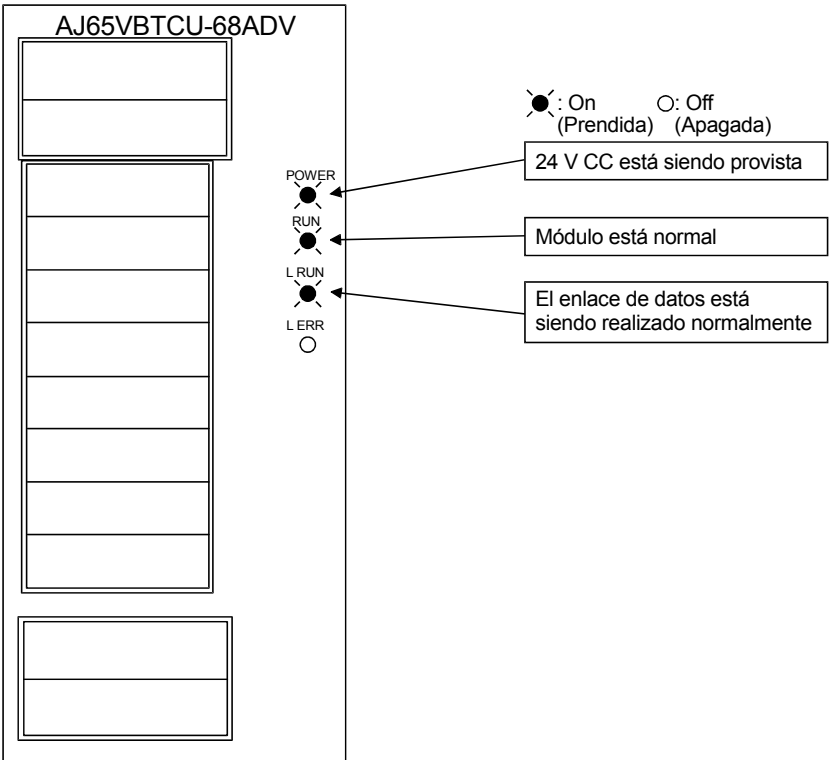 AJ65VBTCU-68ADV
: On : Off
(Prendida) (Apagada)
POWER
24 V CC está siendo provista
RUN
Módulo está normal
L RUN
El enlace de datos está
siendo realizado normalmente
L ERR